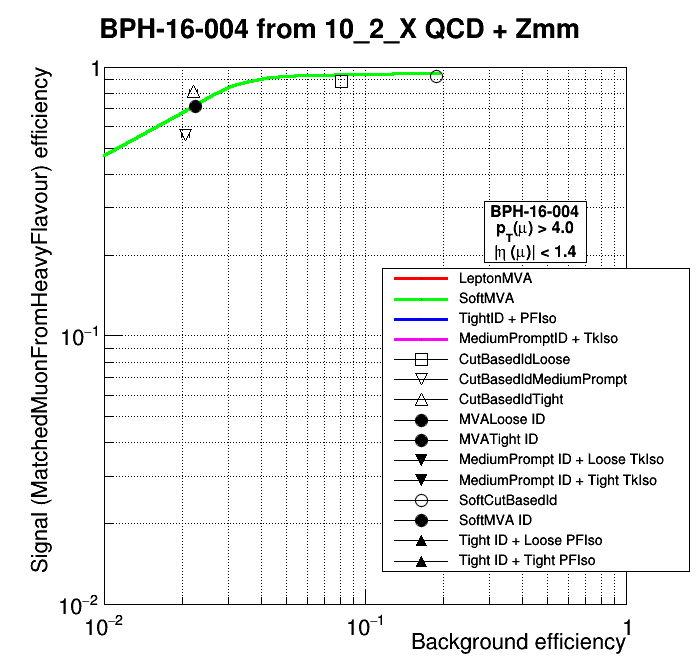 BPH-16-004 from 10_2_X QCD + Zmm
Signal (MatchedMuonFromHeavyFlavour) efficiency
1
10⁻¹
10⁻²
BPH-16-004
p_T(μ) > 4.0
|η (μ)| < 1.4
LeptonMVA
SoftMVA
TightID + PFIso
MediumPromptID + TkIso
CutBasedIdLoose
CutBasedIdMediumPrompt
CutBasedIdTight
MVALoose ID
MVATight ID
MediumPrompt ID + Loose TkIso
MediumPrompt ID + Tight TkIso
SoftCutBasedId
SoftMVA ID
Tight ID + Loose PFIso
Tight ID + Tight PFIso
10⁻² 10⁻¹ 1
Background efficiency